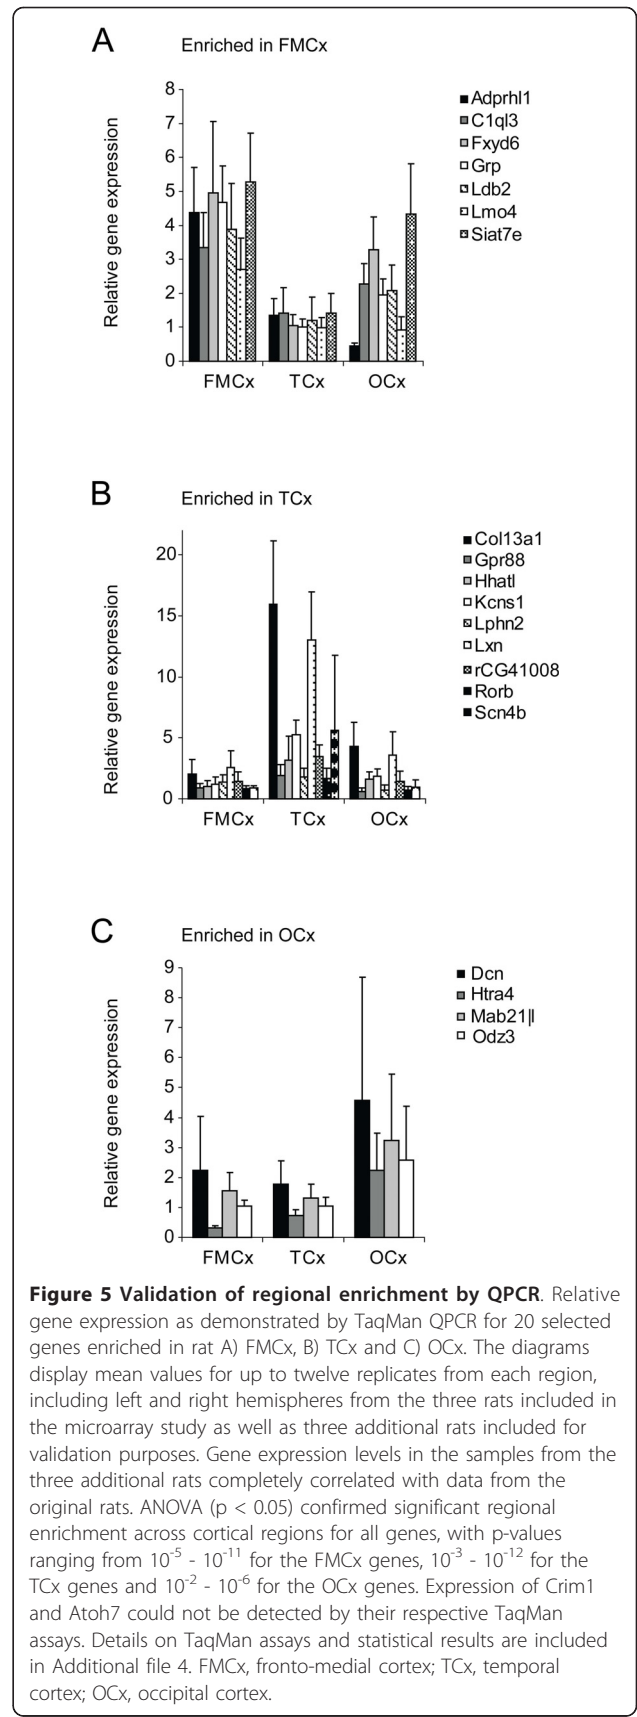 A
Enriched in FMCx
Relative gene expression
8
7
6
5
4
3
2
1
0
FMCx TCx OCx
Adprhl1
C1ql3
Fxyd6
Grp
Ldb2
Lmo4
Siat7e
B
Enriched in TCx
Relative gene expression
20
15
10
5
0
FMCx TCx OCx
Col13a1
Gpr88
Hhatl
Kcns1
Lphn2
Lxn
rCG41008
Rorb
Scn4b
C
Enriched in OCx
Relative gene expression
9
8
7
6
5
4
3
2
1
0
FMCx TCx OCx
Dcn
Htra4
Mab21|l
Odz3
Figure 5 Validation of regional enrichment by QPCR. Relative
gene expression as demonstrated by TaqMan QPCR for 20 selected
genes enriched in rat A) FMCx, B) TCx and C) OCx. The diagrams
display mean values for up to twelve replicates from each region,
including left and right hemispheres from the three rats included in
the microarray study as well as three additional rats included for
validation purposes. Gene expression levels in the samples from the
three additional rats completely correlated with data from the
original rats. ANOVA (p < 0.05) confirmed significant regional
enrichment across cortical regions for all genes, with p-values
ranging from 10⁻⁵ - 10⁻¹¹ for the FMCx genes, 10⁻³ - 10⁻¹² for the
TCx genes and 10⁻² - 10⁻⁶ for the OCx genes. Expression of Crim1
and Atoh7 could not be detected by their respective TaqMan
assays. Details on TaqMan assays and statistical results are included
in Additional file 4. FMCx, fronto-medial cortex; TCx, temporal
cortex; OCx, occipital cortex.